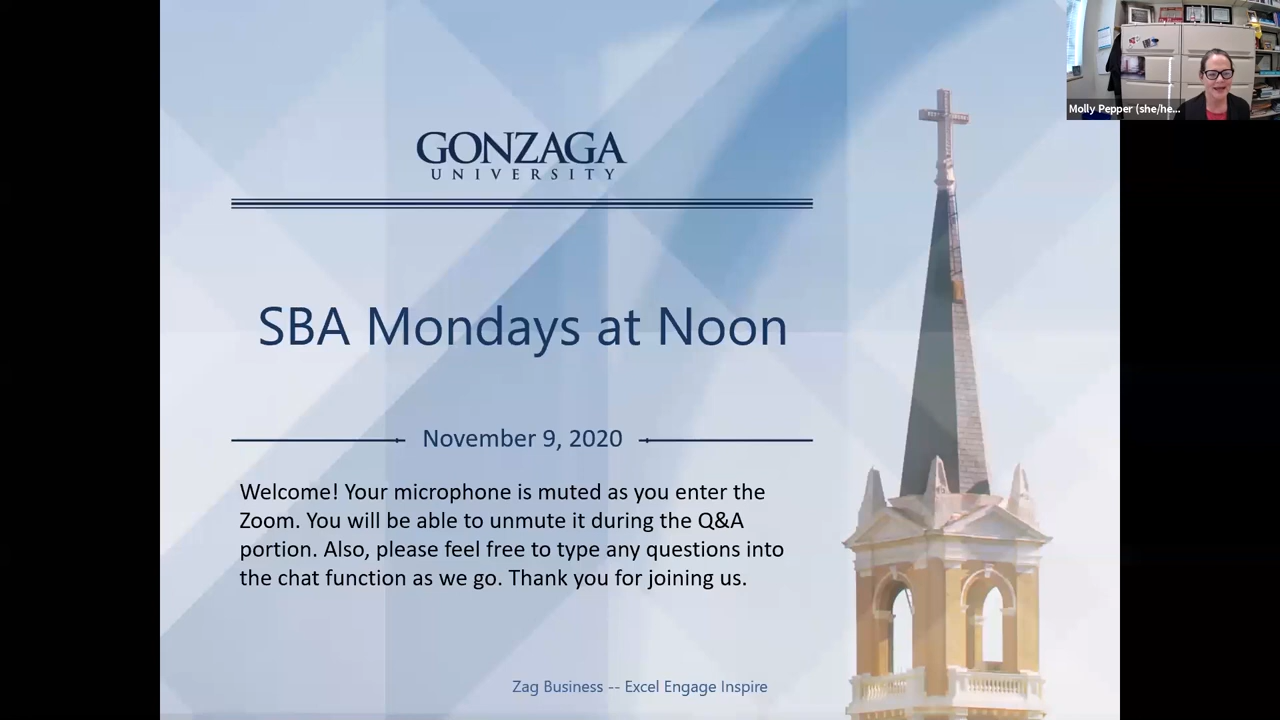 Molly Pepper (she/he...
GONZAGA
UNIVERSITY
SBA Mondays at Noon
November 9, 2020
Welcome! Your microphone is muted as you enter the
Zoom. You will be able to unmute it during the Q&A
portion. Also, please feel free to type any questions into
the chat function as we go. Thank you for joining us.
Zag Business -- Excel Engage Inspire